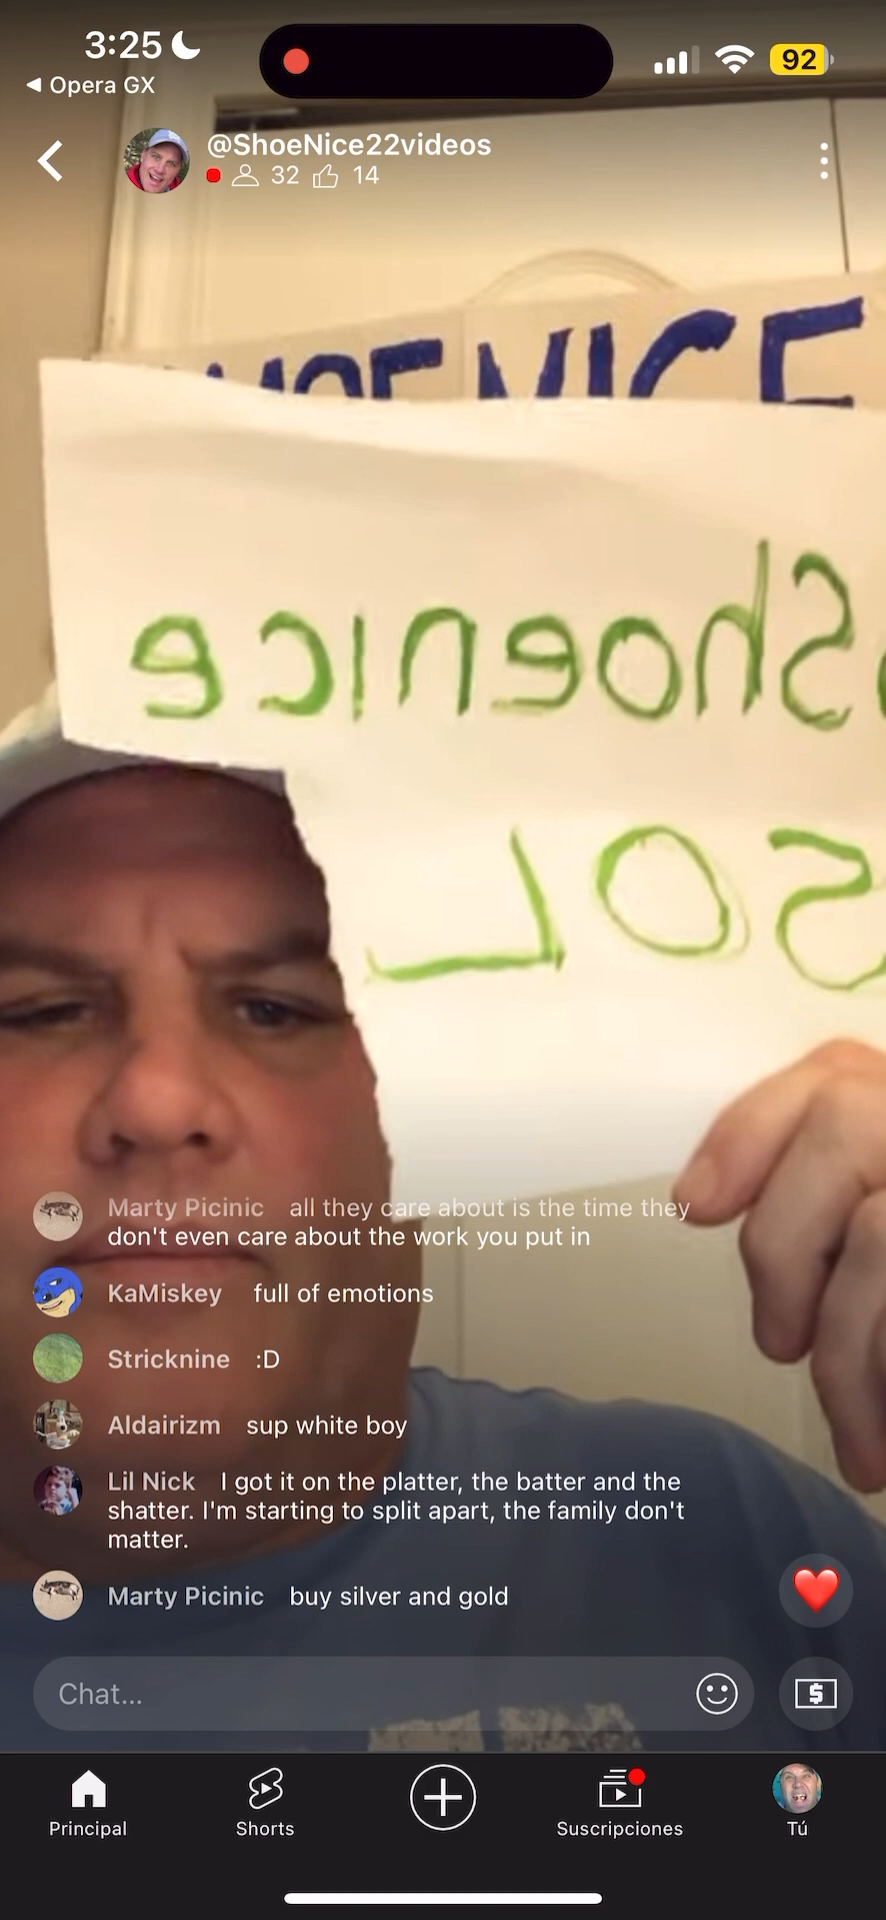 3:25
92
Opera GX
@ShoeNice22videos
32 14
ENICE
Shoenice
SOL
Marty Picinic all they care about is the time they
don't even care about the work you put in
KaMiskey full of emotions
Stricknine :D
Aldairizm sup white boy
Lil Nick I got it on the platter, the batter and the
shatter. I'm starting to split apart, the family don't
matter.
Marty Picinic buy silver and gold
Chat...
$
Principal
Shorts
Suscripciones
Tú